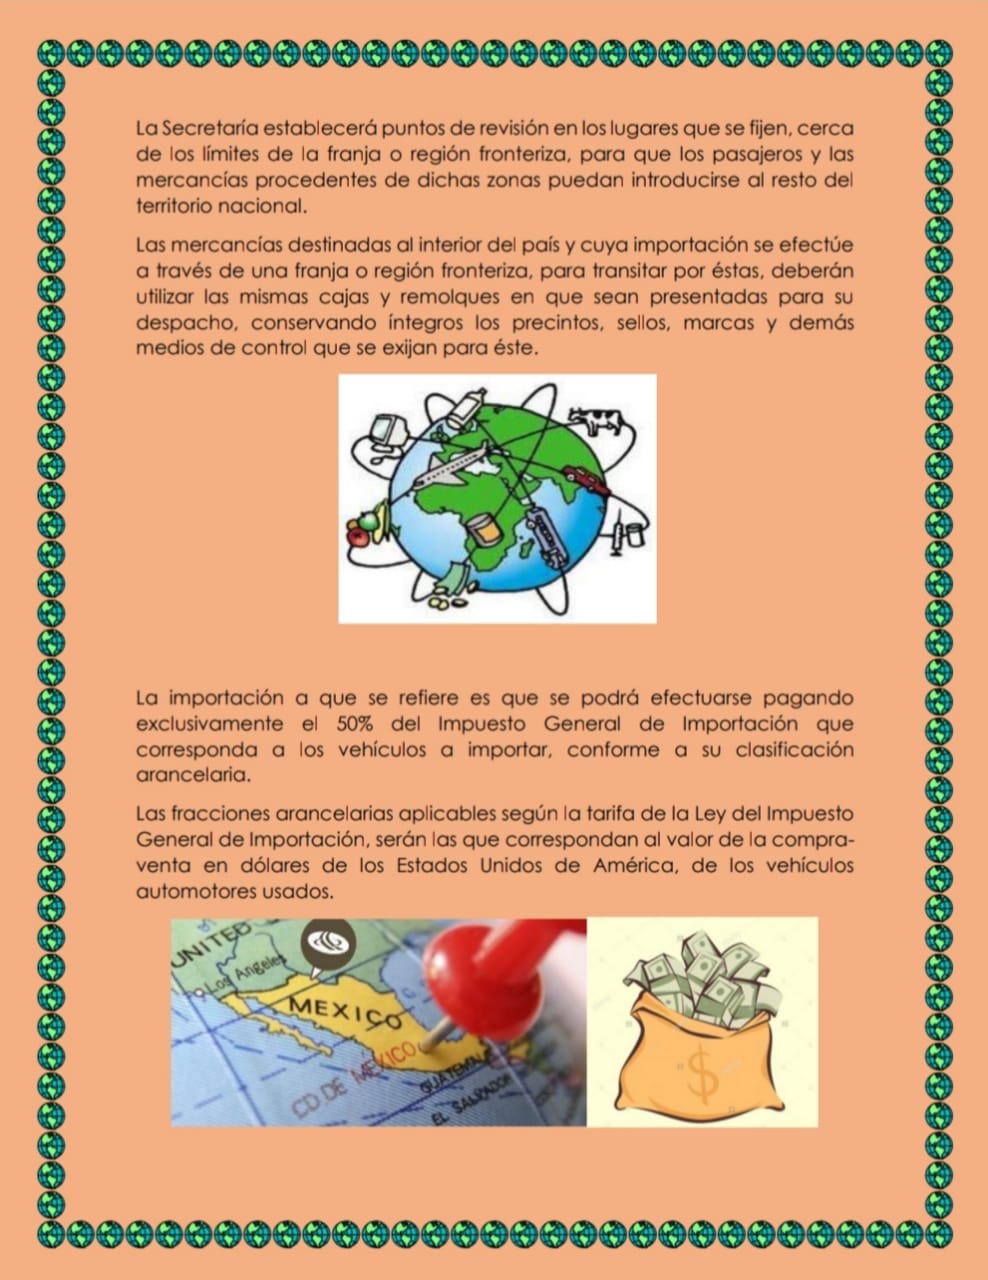 La Secretaría establecerá puntos de revisión en los lugares que se fijen, cerca
de los límites de la franja o región fronteriza, para que los pasajeros y las
mercancías procedentes de dichas zonas puedan introducirse al resto del
territorio nacional.
Las mercancías destinadas al interior del país y cuya importación se efectúe
a través de una franja o región fronteriza, para transitar por éstas, deberán
utilizar las mismas cajas y remolques en que sean presentadas para su
despacho, conservando íntegros los precintos, sellos, marcas y demás
medios de control que se exijan para éste.
La importación a que se refiere es que se podrá efectuarse pagando
exclusivamente el 50% del Impuesto General de Importación que
corresponda a los vehículos a importar, conforme a su clasificación
arancelaria.
Las fracciones arancelarias aplicables según la tarifa de la Ley del Impuesto
General de Importación, serán las que correspondan al valor de la compra-
venta en dólares de los Estados Unidos de América, de los vehículos
automotores usados.
UNITED
Los Angeles
MEXICO
CD DE MEXICO
EL SALVADOR
$